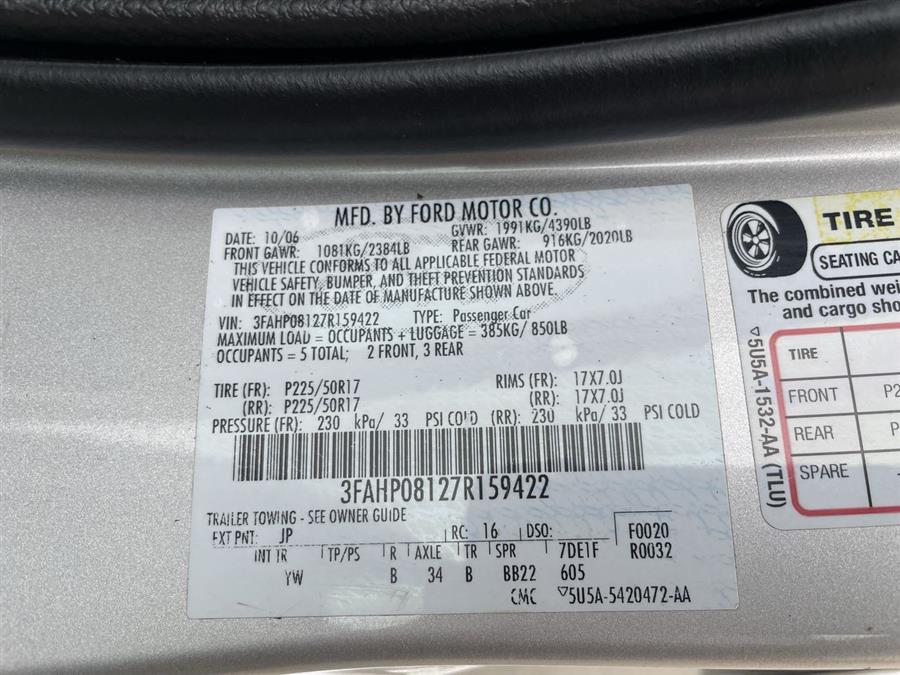 MFD. BY FORD MOTOR CO.
DATE: 10/06 GVWR: 1991KG/4390LB
FRONT GAWR: 1081KG/2384LB REAR GAWR: 916KG/2020LB
THIS VEHICLE CONFORMS TO ALL APPLICABLE FEDERAL MOTOR
VEHICLE SAFETY, BUMPER, AND THEFT PREVENTION STANDARDS
IN EFFECT ON THE DATE OF MANUFACTURE SHOWN ABOVE.
VIN: 3FAHP08127R159422 TYPE: Passenger Car
MAXIMUM LOAD = OCCUPANTS + LUGGAGE = 385KG/ 850LB
OCCUPANTS = 5 TOTAL; 2 FRONT, 3 REAR
TIRE (FR): P225/50R17 RIMS (FR): 17X7.0J
(RR): P225/50R17 (RR): 17X7.0J
PRESSURE (FR): 230 kPa/ 33 PSI COLD (RR): 230 kPa/ 33 PSI COLD
3FAHP08127R159422
TRAILER TOWING - SEE OWNER GUIDE
EXT PNT: JP RC: 16 DSO: F0020
INT TR TP/PS R AXLE TR SPR 7DE1F R0032
YW B 34 B BB22 605
CMC ▽5U5A-5420472-AA
TIRE
SEATING CA
The combined wei
and cargo sho
▽5U5A-1532-AA (TLU)
TIRE
FRONT P2
REAR P
SPARE -